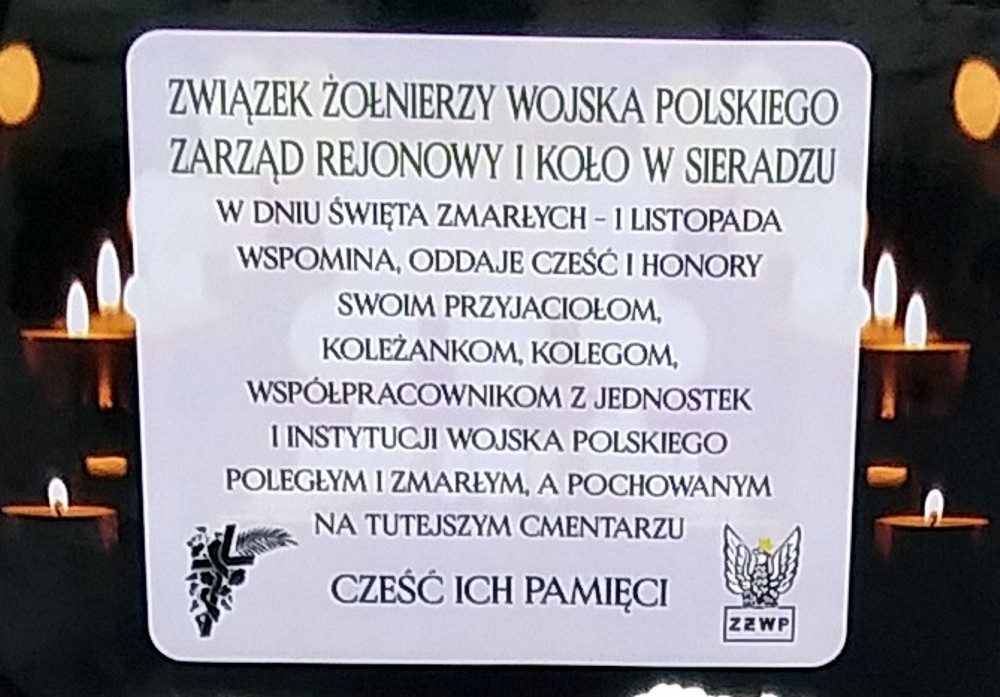 ZWIĄZEK ŻOŁNIERZY WOJSKA POLSKIEGO
ZARZĄD REJONOWY I KOŁO W SIERADZU
W DNIU ŚWIĘTA ZMARŁYCH - 1 LISTOPADA
WSPOMINA, ODDAJE CZEŚĆ I HONORY
SWOIM PRZYJACIOŁOM,
KOLEŻANKOM, KOLEGOM,
WSPÓŁPRACOWNIKOM Z JEDNOSTEK
I INSTYTUCJI WOJSKA POLSKIEGO
POLEGŁYM I ZMARŁYM, A POCHOWANYM
NA TUTEJSZYM CMENTARZU
CZEŚĆ ICH PAMIĘCI
ZŻWP